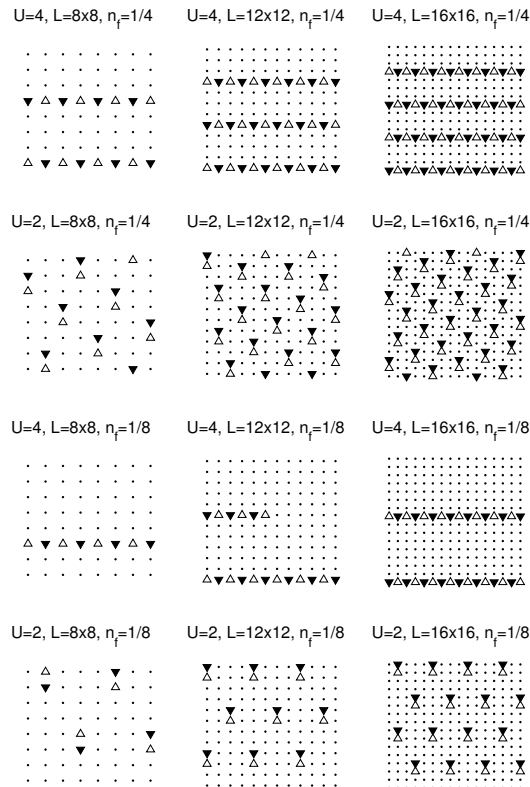 U=4, L=8x8, n_f=1/4
U=4, L=12x12, n_f=1/4
U=4, L=16x16, n_f=1/4
U=2, L=8x8, n_f=1/4
U=2, L=12x12, n_f=1/4
U=2, L=16x16, n_f=1/4
U=4, L=8x8, n_f=1/8
U=4, L=12x12, n_f=1/8
U=4, L=16x16, n_f=1/8
U=2, L=8x8, n_f=1/8
U=2, L=12x12, n_f=1/8
U=2, L=16x16, n_f=1/8